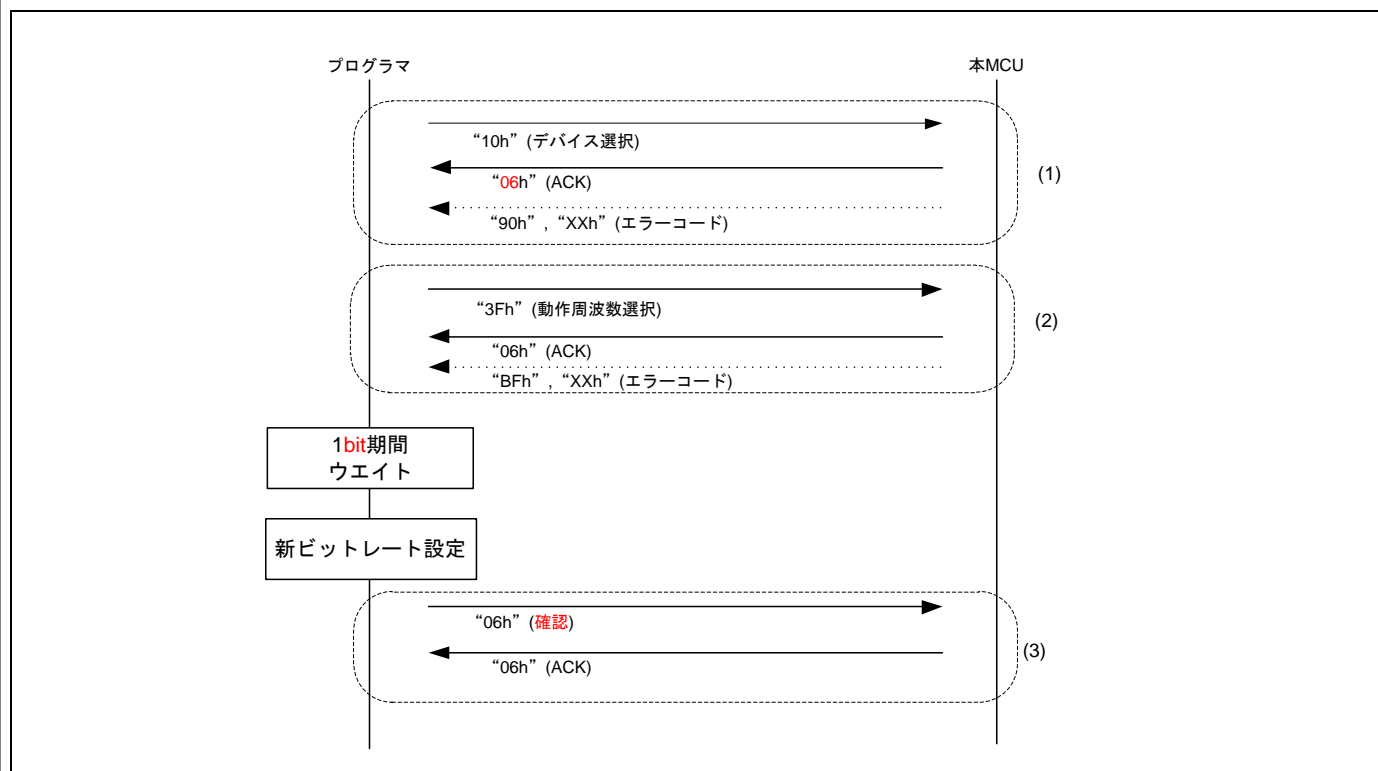 プログラマ 本MCU
“10h” (デバイス選択)
“06h” (ACK)
“90h” , “XXh” (エラーコード)
(1)
“3Fh” (動作周波数選択)
“06h” (ACK)
“BFh” , “XXh” (エラーコード)
(2)
1bit期間
ウエイト
新ビットレート設定
“06h” (確認)
“06h” (ACK)
(3)